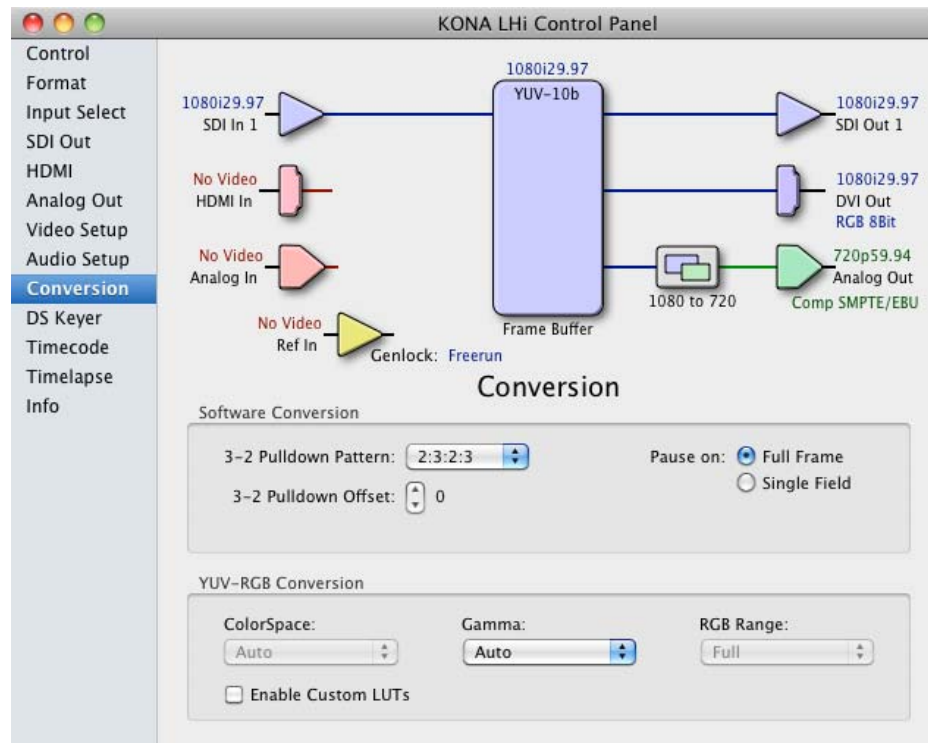 KONA LHi Control Panel
Control
Format
Input Select
SDI Out
HDMI
Analog Out
Video Setup
Audio Setup
Conversion
DS Keyer
Timecode
Timelapse
Info
1080i29.97
YUV-10b
1080i29.97
SDI In 1
1080i29.97
SDI Out 1
No Video
HDMI In
1080i29.97
DVI Out
RGB 8Bit
No Video
Analog In
1080 to 720
720p59.94
Analog Out
Comp SMPTE/EBU
No Video
Ref In
Genlock: Freerun
Frame Buffer
Conversion
Software Conversion
3-2 Pulldown Pattern: 2:3:2:3
Pause on: Full Frame
Single Field
3-2 Pulldown Offset: 0
YUV-RGB Conversion
ColorSpace: Gamma: RGB Range:
Auto Auto Full
Enable Custom LUTs